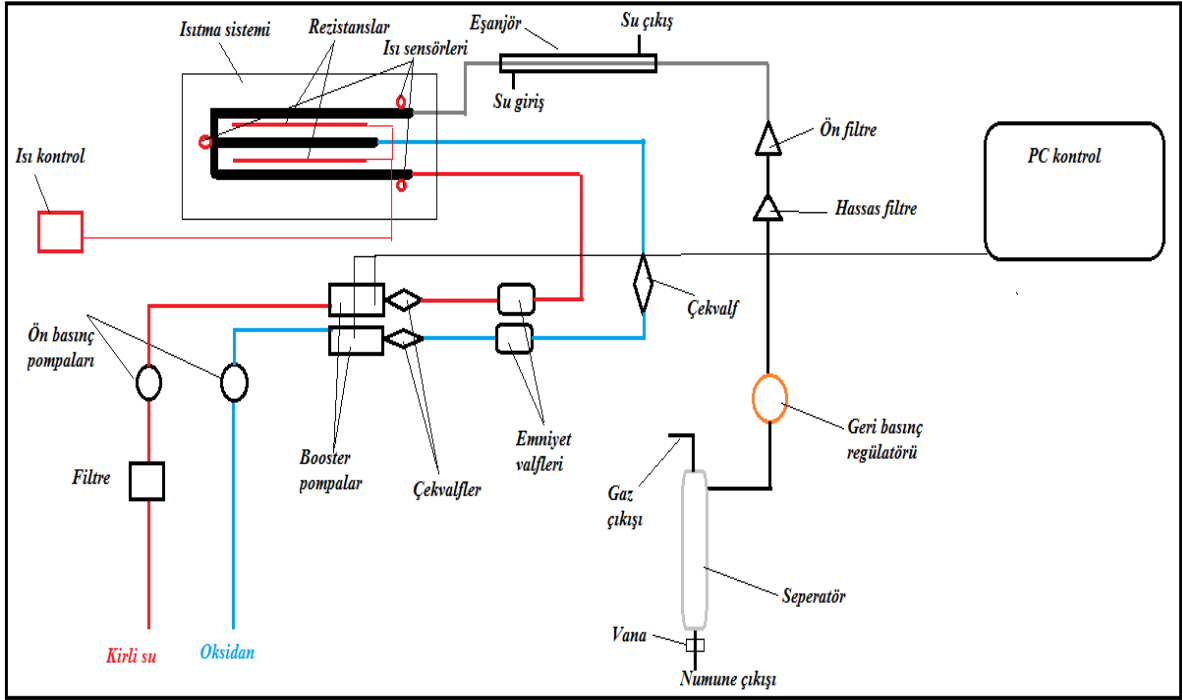 Isıtma sistemi
Rezistanslar
Isı sensörleri
Eşanjör
Su çıkış
Su giriş
Isı kontrol
Ön filtre
Hassas filtre
PC kontrol
Çekvalf
Ön basınç
pompaları
Filtre
Booster
pompalar
Çekvalfler
Emniyet
valfleri
Geri basınç
regülatörü
Gaz
çıkışı
Seperatör
Vana
Numune çıkışı
Kirli su
Oksidan